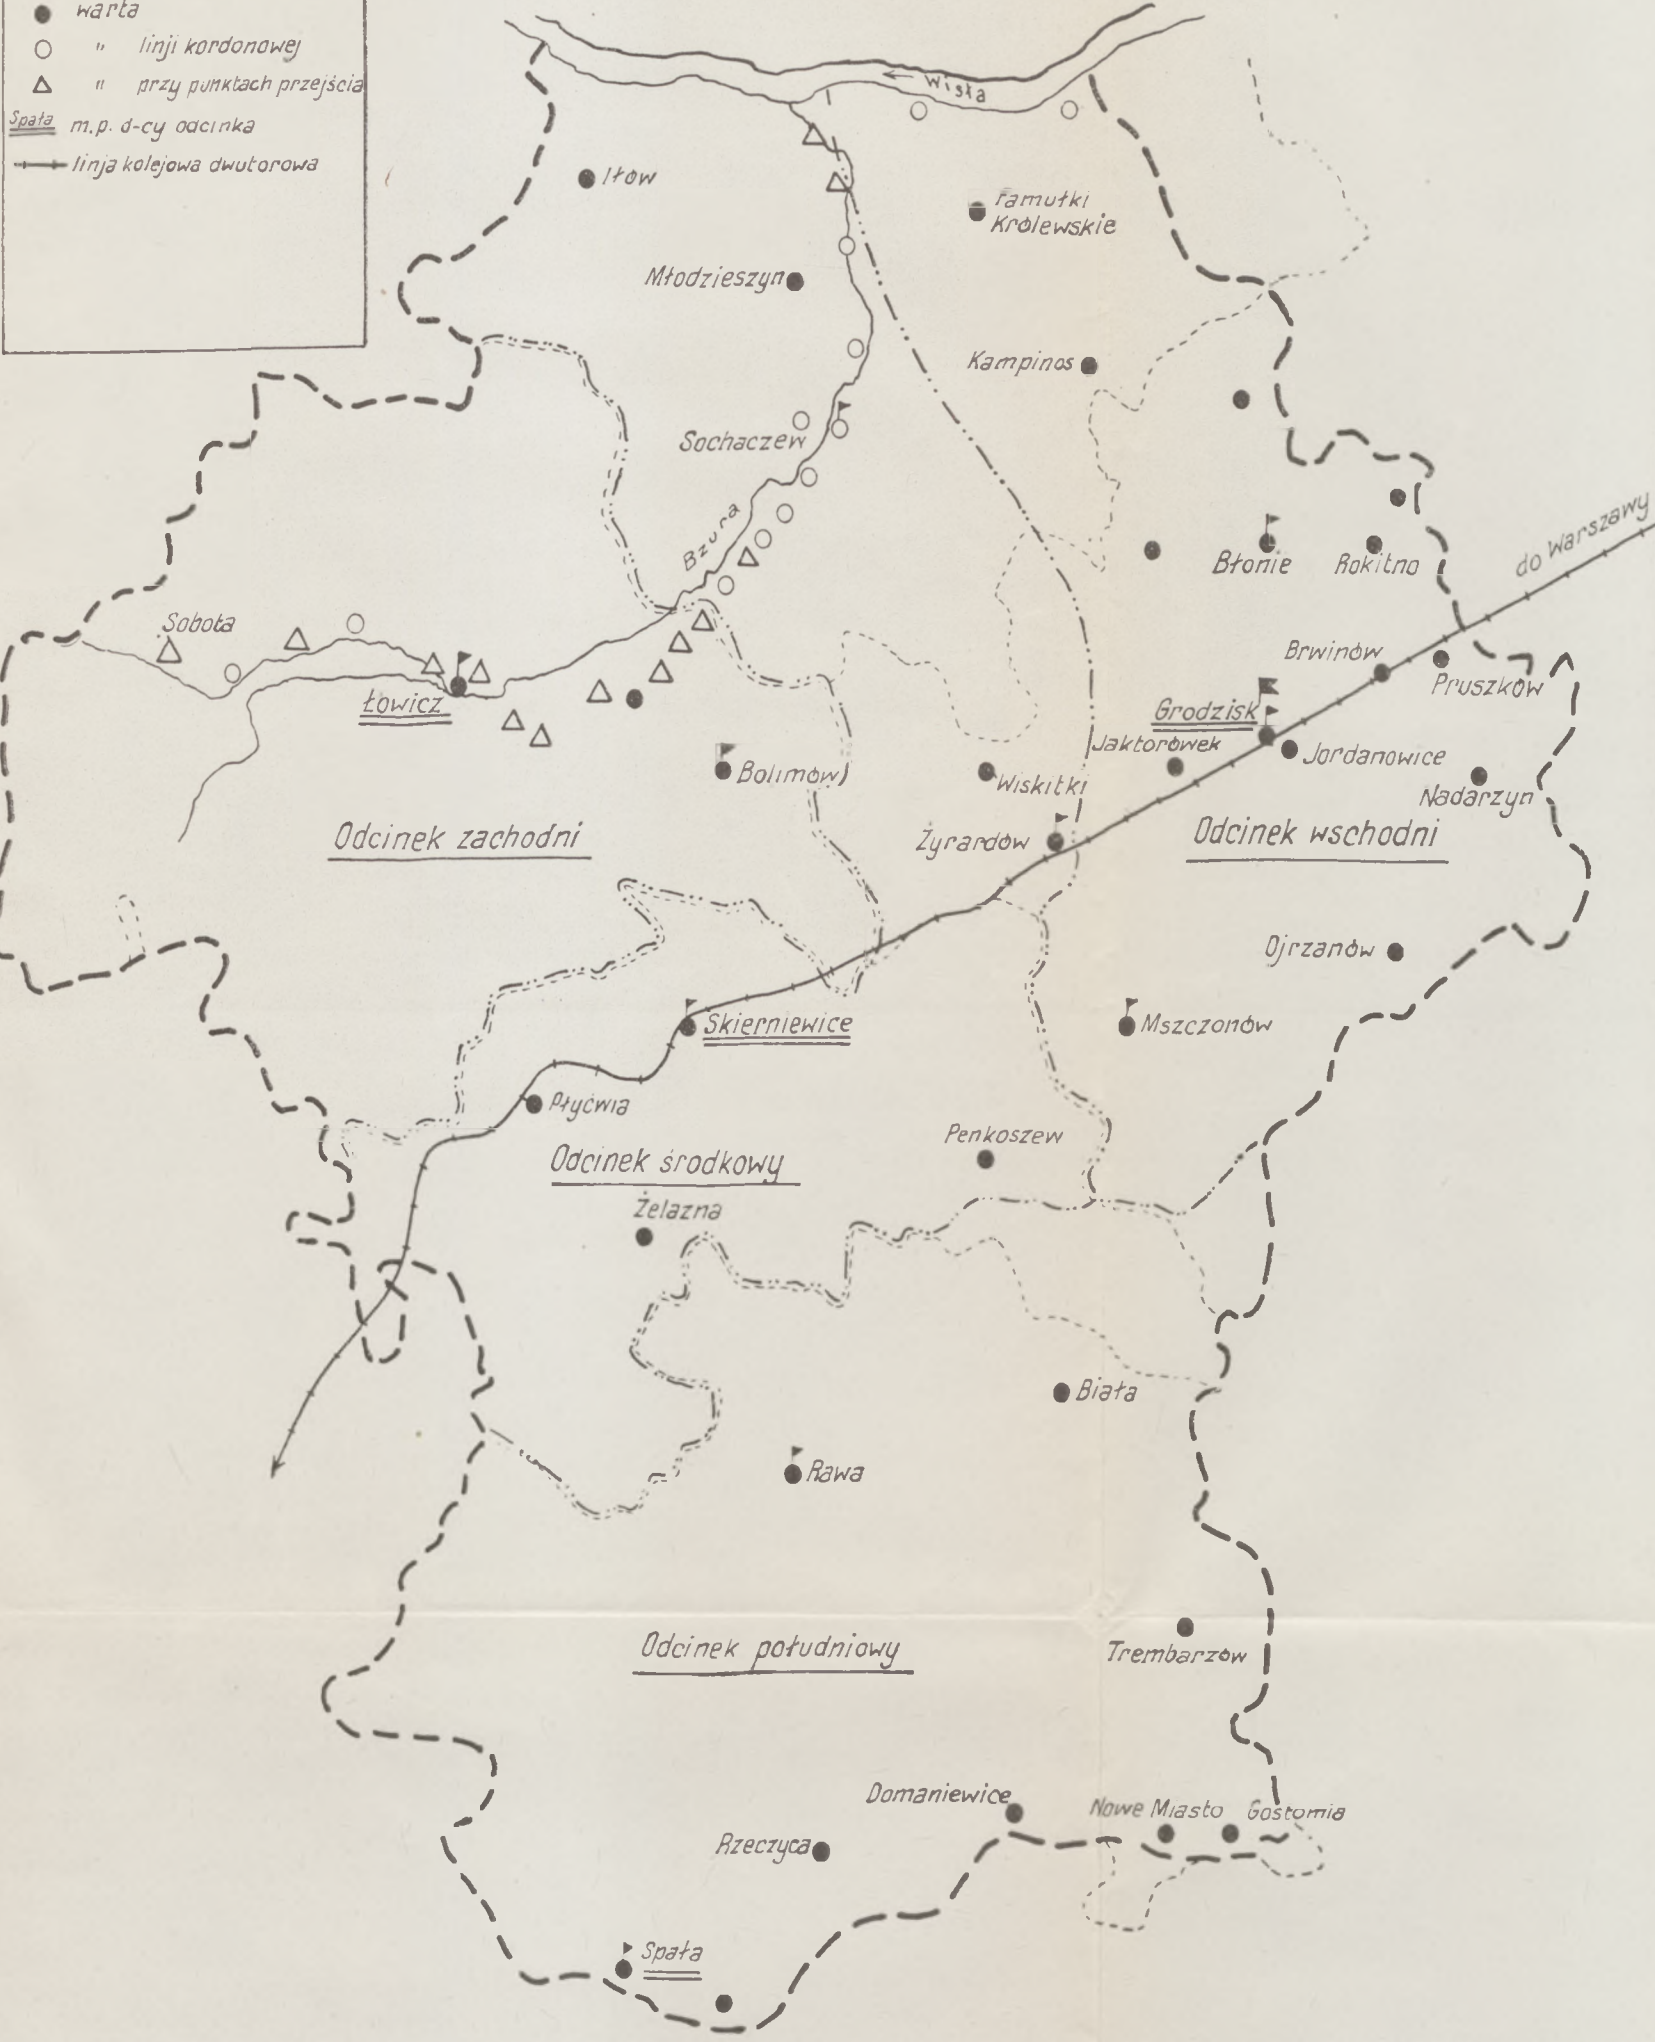 warta
" linji kordonowej
" przy punktach przejścia
Spała m.p. d-cy odcinka
linja kolejowa dwutorowa
← Wisła
Iłów
Famułki
Królewskie
Młodzieszyn
Kampinos
Sochaczew
Bzura
do Warszawy
Błonie
Rokitno
Sobota
Brwinów
Pruszków
Łowicz
Grodzisk
Jaktorówek
Jordanowice
Bolimów
Wiskitki
Nadarzyn
Odcinek zachodni
Żyrardów
Odcinek wschodni
Ojrzanów
Skierniewice
Mszczonów
Płyćwia
Penkoszew
Odcinek środkowy
Żelazna
Biała
Rawa
Odcinek południowy
Trembarzów
Domaniewice
Nowe Miasto
Gostomia
Rzeczyca
Spała